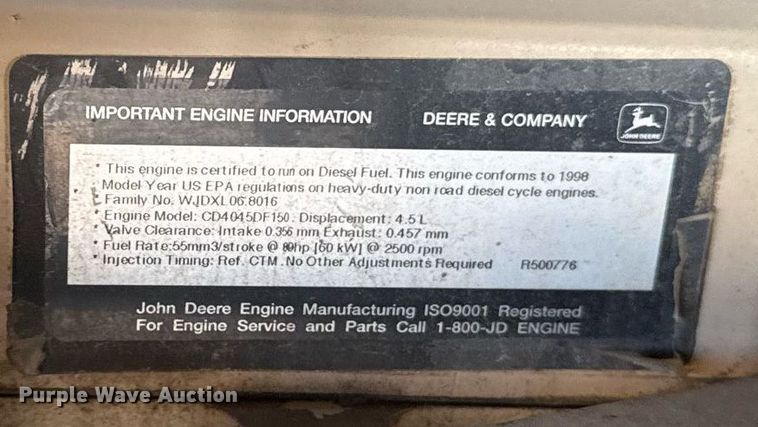 IMPORTANT ENGINE INFORMATION DEERE & COMPANY
JOHN DEERE
• This engine is certified to run on Diesel Fuel. This engine conforms to 1998
Model Year US EPA regulations on heavy-duty non road diesel cycle engines.
Family No. WJDXL06.8016
• Engine Model: CD4045DF150. Displacement: 4.5 L
• Valve Clearance: Intake 0.356 mm Exhaust: 0.457 mm
• Fuel Rate:55mm3/stroke @ 80hp [60 kW] @ 2500 rpm
• Injection Timing: Ref. CTM. No Other Adjustments Required R500776
John Deere Engine Manufacturing ISO9001 Registered
For Engine Service and Parts Call 1-800-JD ENGINE
Purple Wave Auction